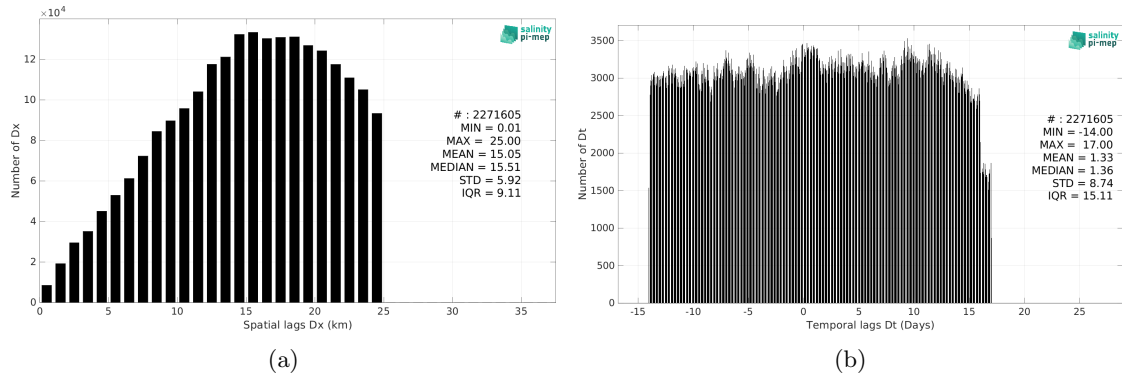 ×10⁴
12
10
8
6
4
2
0
Number of Dx
0 5 10 15 20 25 30 35
Spatial lags Dx (km)
salinity
pi-mep
# : 2271605
MIN = 0.01
MAX = 25.00
MEAN = 15.05
MEDIAN = 15.51
STD = 5.92
IQR = 9.11
(a)
3500
3000
2500
2000
1500
1000
500
0
Number of Dt
-15 -10 -5 0 5 10 15 20 25
Temporal lags Dt (Days)
salinity
pi-mep
# : 2271605
MIN = -14.00
MAX = 17.00
MEAN = 1.33
MEDIAN = 1.36
STD = 8.74
IQR = 15.11
(b)